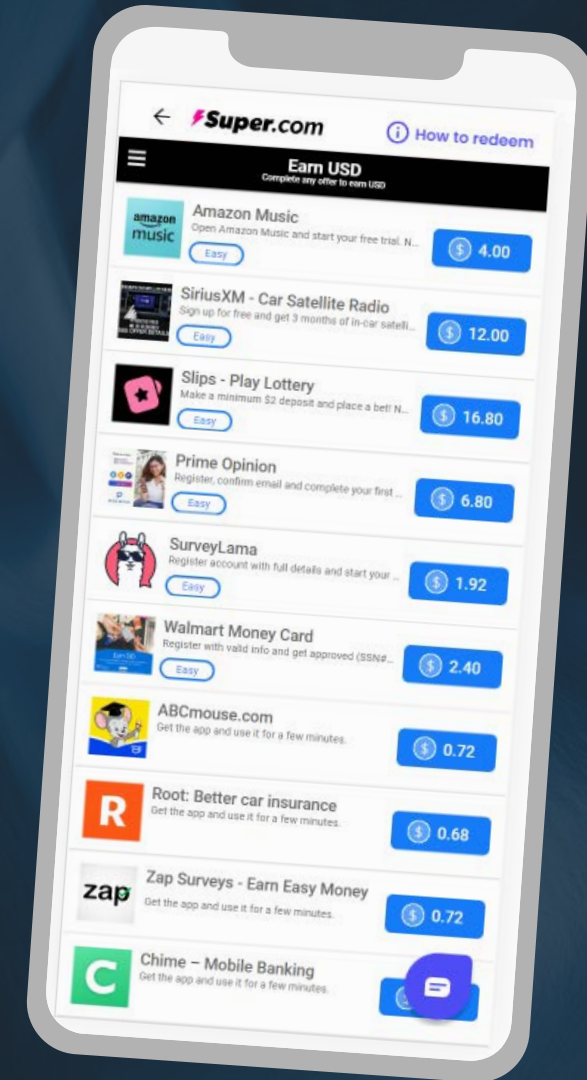 Super.com
How to redeem
Earn USD
Complete any offer to earn USD
amazon music
Amazon Music
Open Amazon Music and start your free trial. N...
Easy
4.00
SiriusXM - Car Satellite Radio
Sign up for free and get 3 months of in-car satelli...
Easy
12.00
Slips - Play Lottery
Make a minimum $2 deposit and place a bet! N...
Easy
16.80
Prime Opinion
Register, confirm email and complete your first ...
Easy
6.80
SurveyLama
Register account with full details and start your ...
Easy
1.92
Walmart Money Card
Register with valid info and get approved (SSN#...
Easy
2.40
ABCmouse.com
Get the app and use it for a few minutes.
0.72
R
Root: Better car insurance
Get the app and use it for a few minutes.
0.68
zap
Zap Surveys - Earn Easy Money
Get the app and use it for a few minutes.
0.72
C
Chime – Mobile Banking
Get the app and use it for a few minutes.